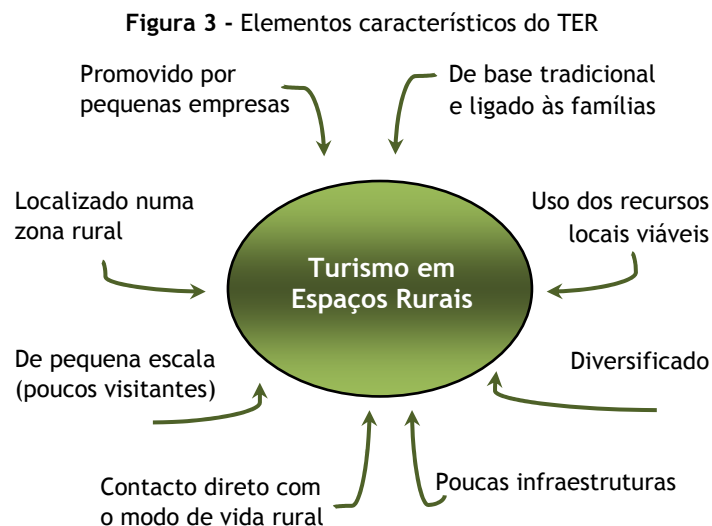 Figura 3 - Elementos característicos do TER
Promovido por
pequenas empresas
De base tradicional
e ligado às famílias
Localizado numa
zona rural
Uso dos recursos
locais viáveis
Turismo em
Espaços Rurais
De pequena escala
(poucos visitantes)
Diversificado
Contacto direto com
o modo de vida rural
Poucas infraestruturas